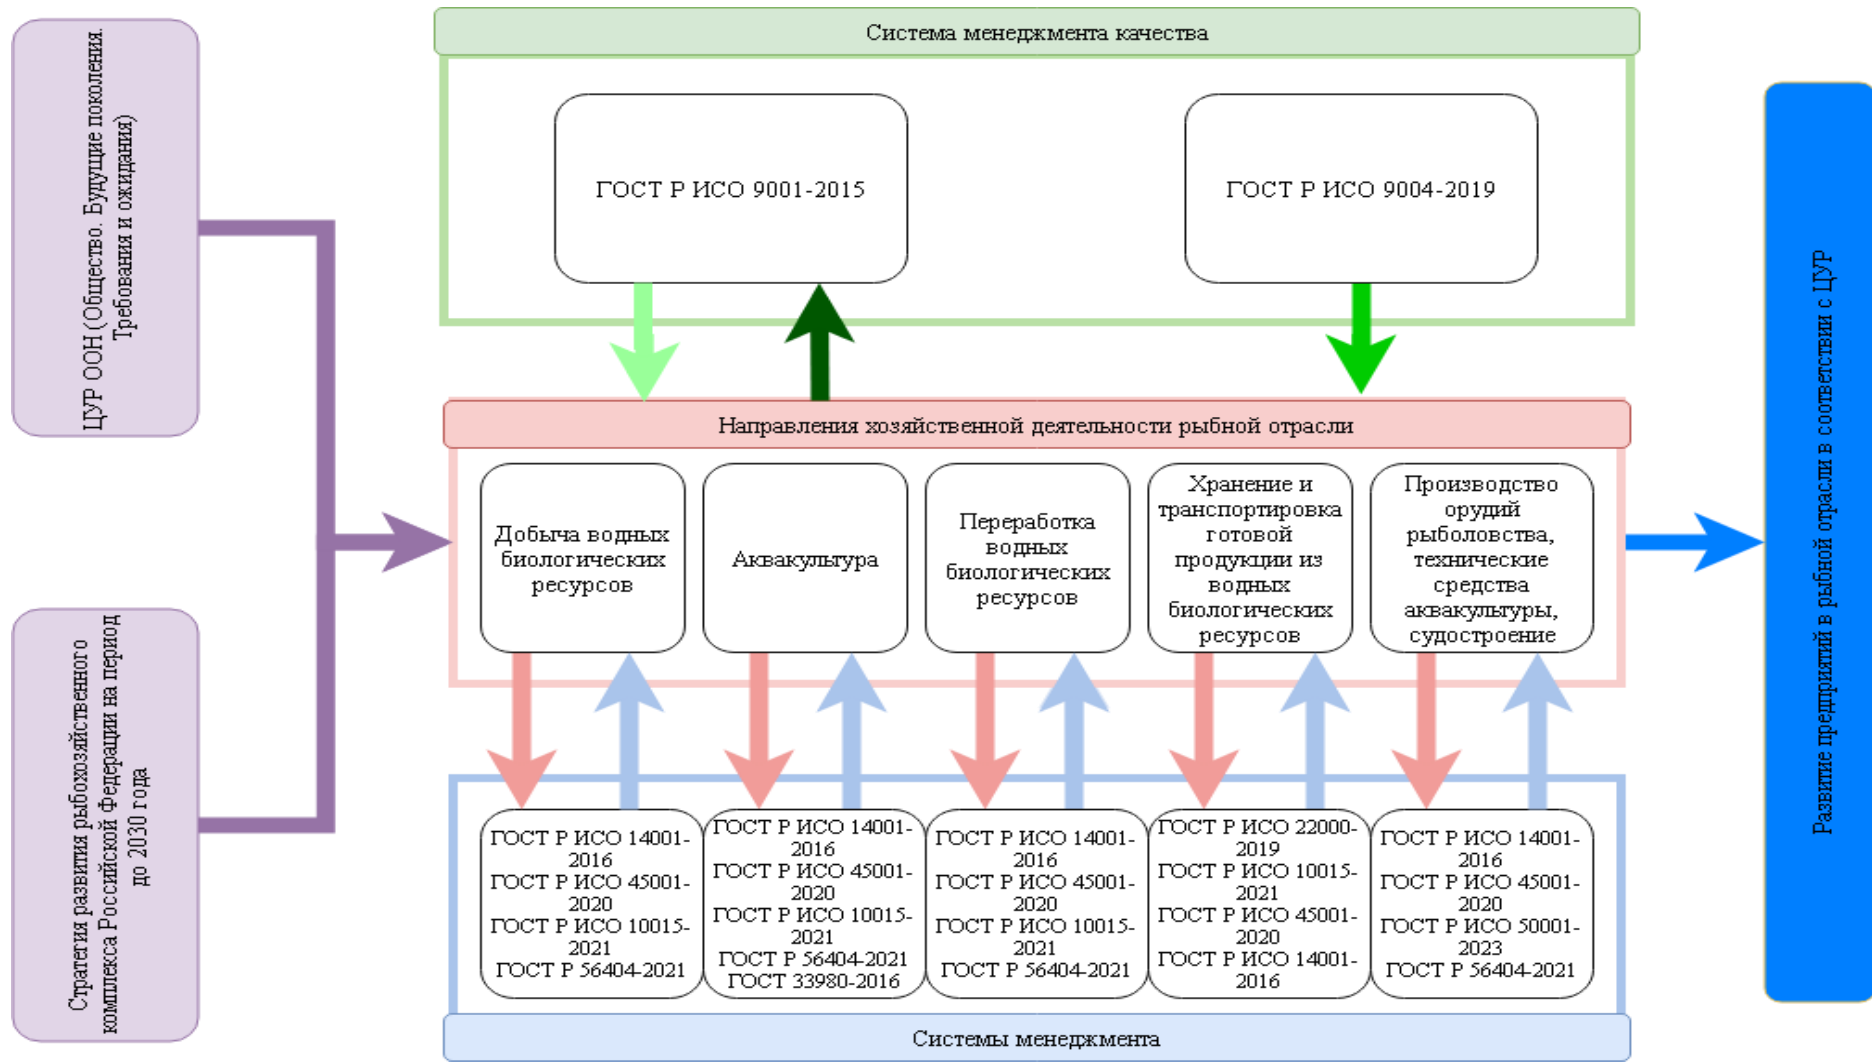 ЦУР ООН (Общество. Будущие поколения.
Требования и ожидания)
Стратегия развития рыбохозяйственного
комплекса Российской Федерации на период
до 2030 года
Система менеджмента качества
ГОСТ Р ИСО 9001-2015
ГОСТ Р ИСО 9004-2019
Направления хозяйственной деятельности рыбной отрасли
Добыча водных
биологических
ресурсов
Аквакультура
Переработка
водных
биологических
ресурсов
Хранение и
транспортировка
готовой
продукции из
водных
биологических
ресурсов
Производство
орудий
рыболовства,
технические
средства
аквакультуры,
судостроение
ГОСТ Р ИСО 14001-
2016
ГОСТ Р ИСО 45001-
2020
ГОСТ Р ИСО 10015-
2021
ГОСТ Р 56404-2021
ГОСТ Р ИСО 14001-
2016
ГОСТ Р ИСО 45001-
2020
ГОСТ Р ИСО 10015-
2021
ГОСТ Р 56404-2021
ГОСТ 33980-2016
ГОСТ Р ИСО 14001-
2016
ГОСТ Р ИСО 45001-
2020
ГОСТ Р ИСО 10015-
2021
ГОСТ Р 56404-2021
ГОСТ Р ИСО 22000-
2019
ГОСТ Р ИСО 10015-
2021
ГОСТ Р ИСО 45001-
2020
ГОСТ Р ИСО 14001-
2016
ГОСТ Р ИСО 14001-
2016
ГОСТ Р ИСО 45001-
2020
ГОСТ Р ИСО 50001-
2023
ГОСТ Р 56404-2021
Системы менеджмента
Развитие предприятий в рыбной отрасли в соответствии с ЦУР